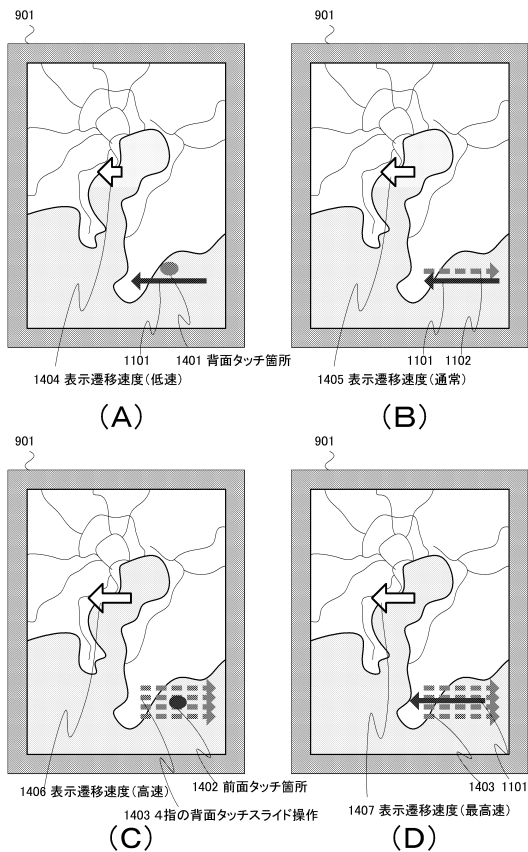 901
901
1101
1401 背面タッチ箇所
1404 表示遷移速度(低速)
1101 1102
1405 表示遷移速度(通常)
(A)
(B)
901
901
1406 表示遷移速度(高速)
1402 前面タッチ箇所
1403 4指の背面タッチスライド操作
1403 1101
1407 表示遷移速度(最高速)
(C)
(D)